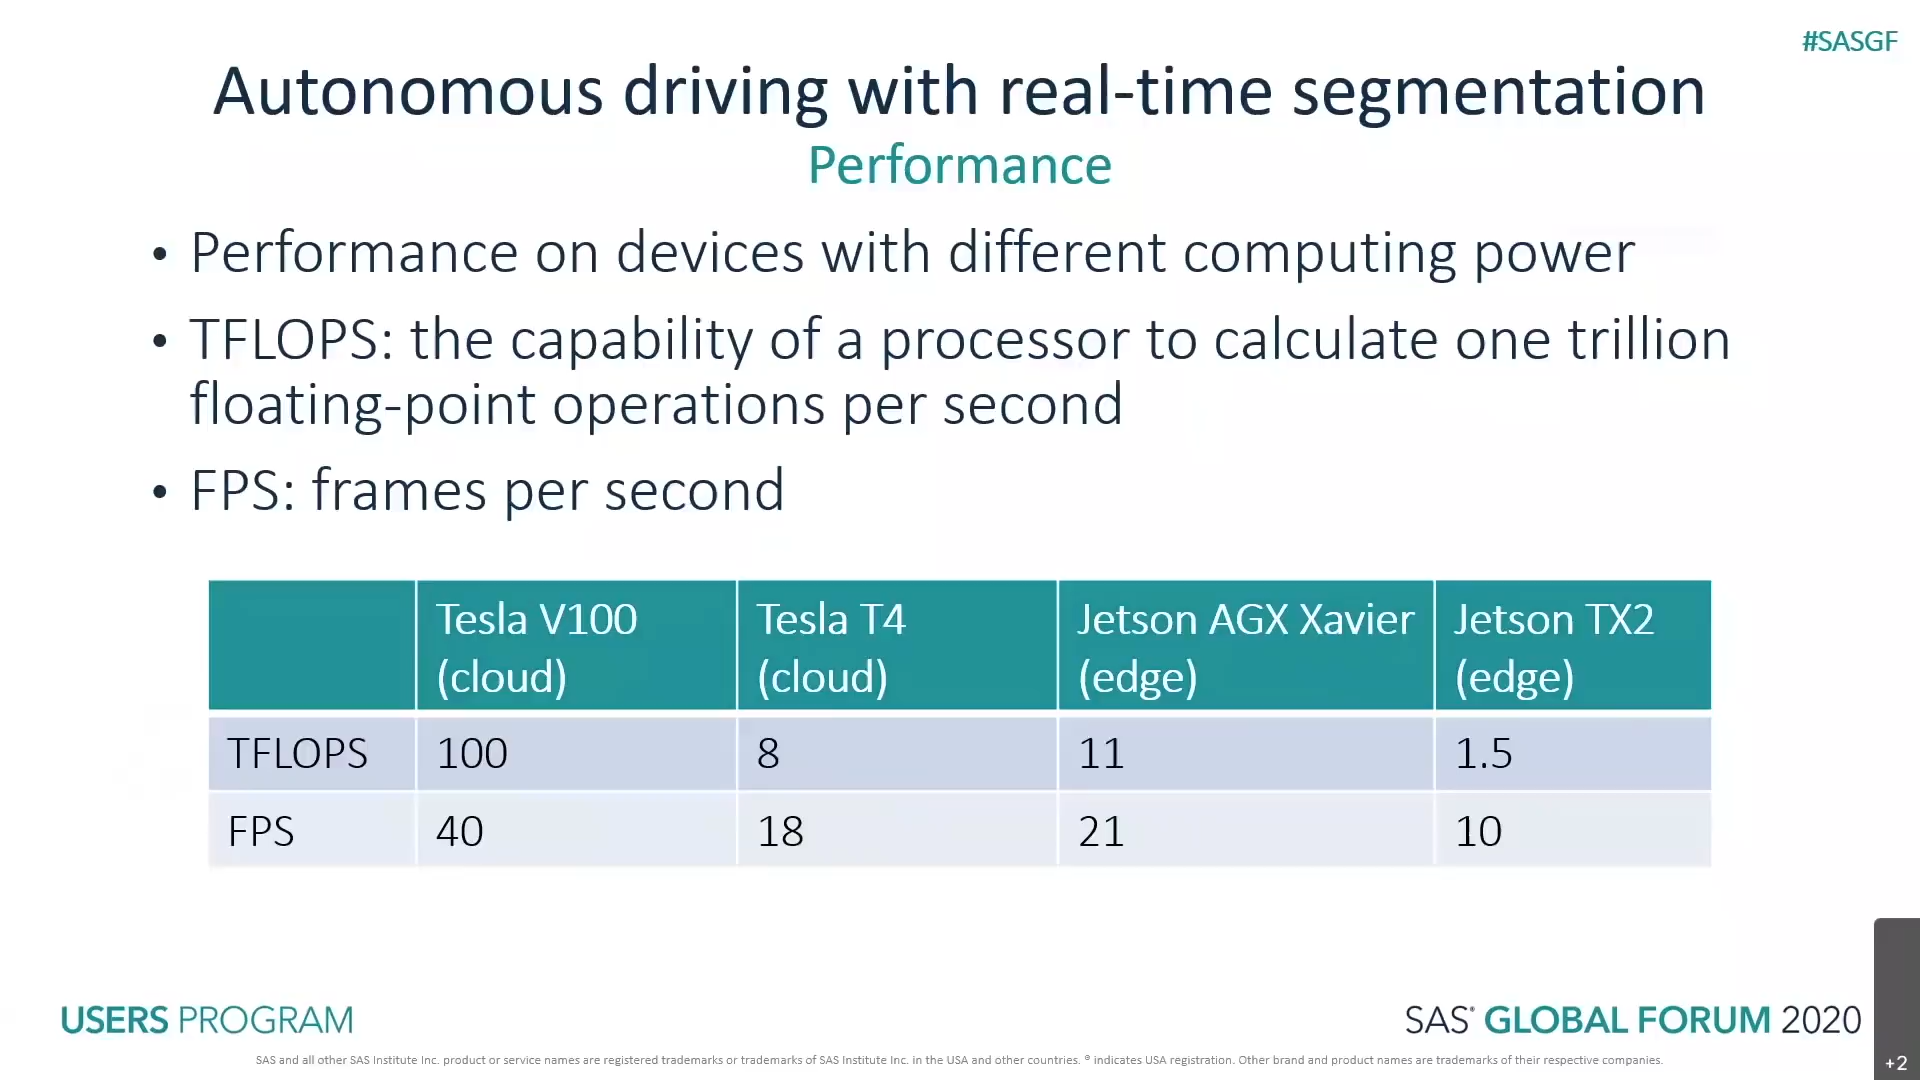 #SASGF
Autonomous driving with real-time segmentation
Performance
• Performance on devices with different computing power
• TFLOPS: the capability of a processor to calculate one trillion
floating-point operations per second
• FPS: frames per second
Tesla V100 (cloud) Tesla T4 (cloud) Jetson AGX Xavier (edge) Jetson TX2 (edge)
TFLOPS 100 8 11 1.5
FPS 40 18 21 10
USERS PROGRAM
SAS® GLOBAL FORUM 2020
SAS and all other SAS Institute Inc. product or service names are registered trademarks or trademarks of SAS Institute Inc. in the USA and other countries. ® indicates USA registration. Other brand and product names are trademarks of their respective companies.
+2